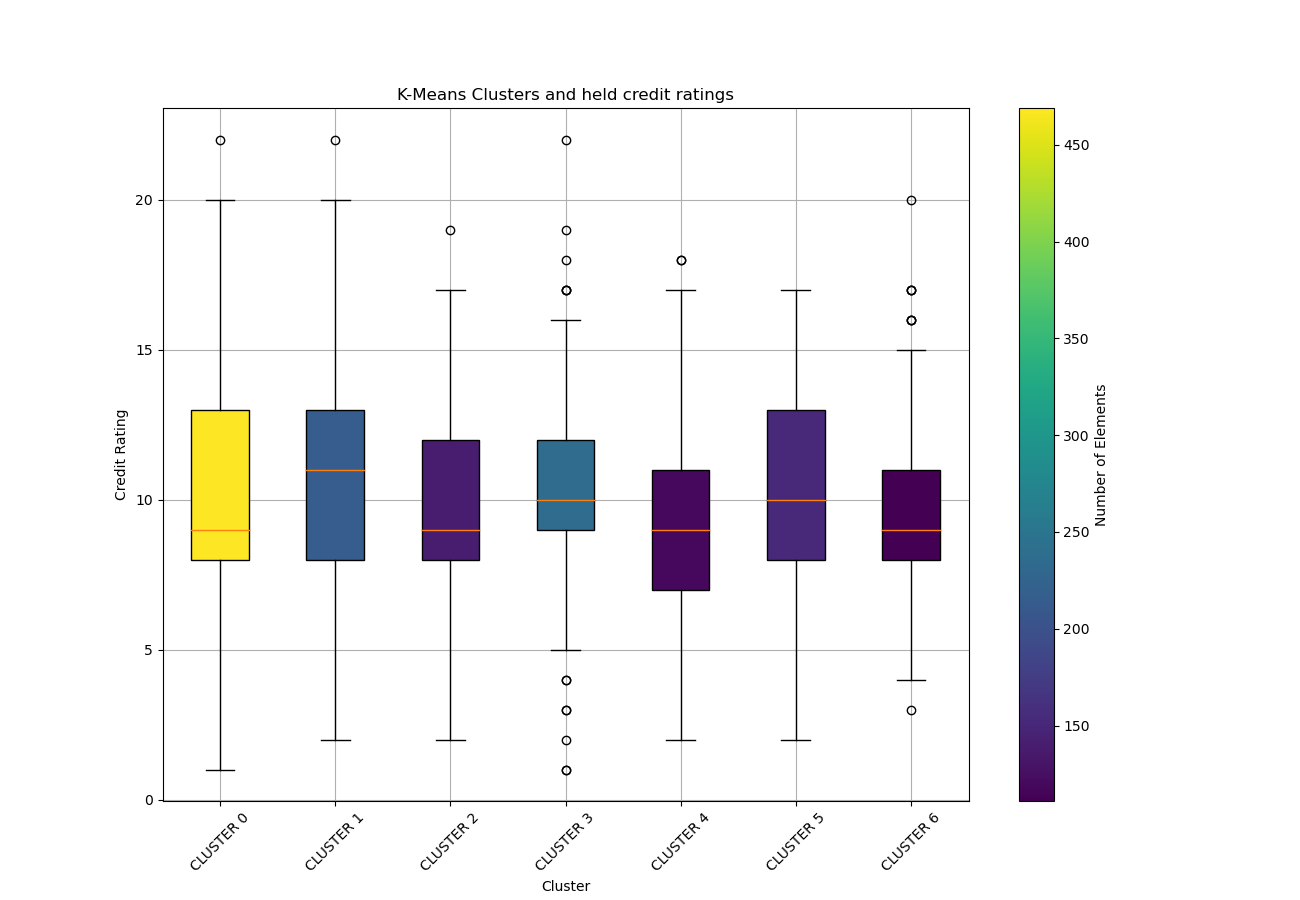 K-Means Clusters and held credit ratings
Credit Rating
20
15
10
5
0
CLUSTER 0
CLUSTER 1
CLUSTER 2
CLUSTER 3
CLUSTER 4
CLUSTER 5
CLUSTER 6
Cluster
450
400
350
300
250
200
150
Number of Elements